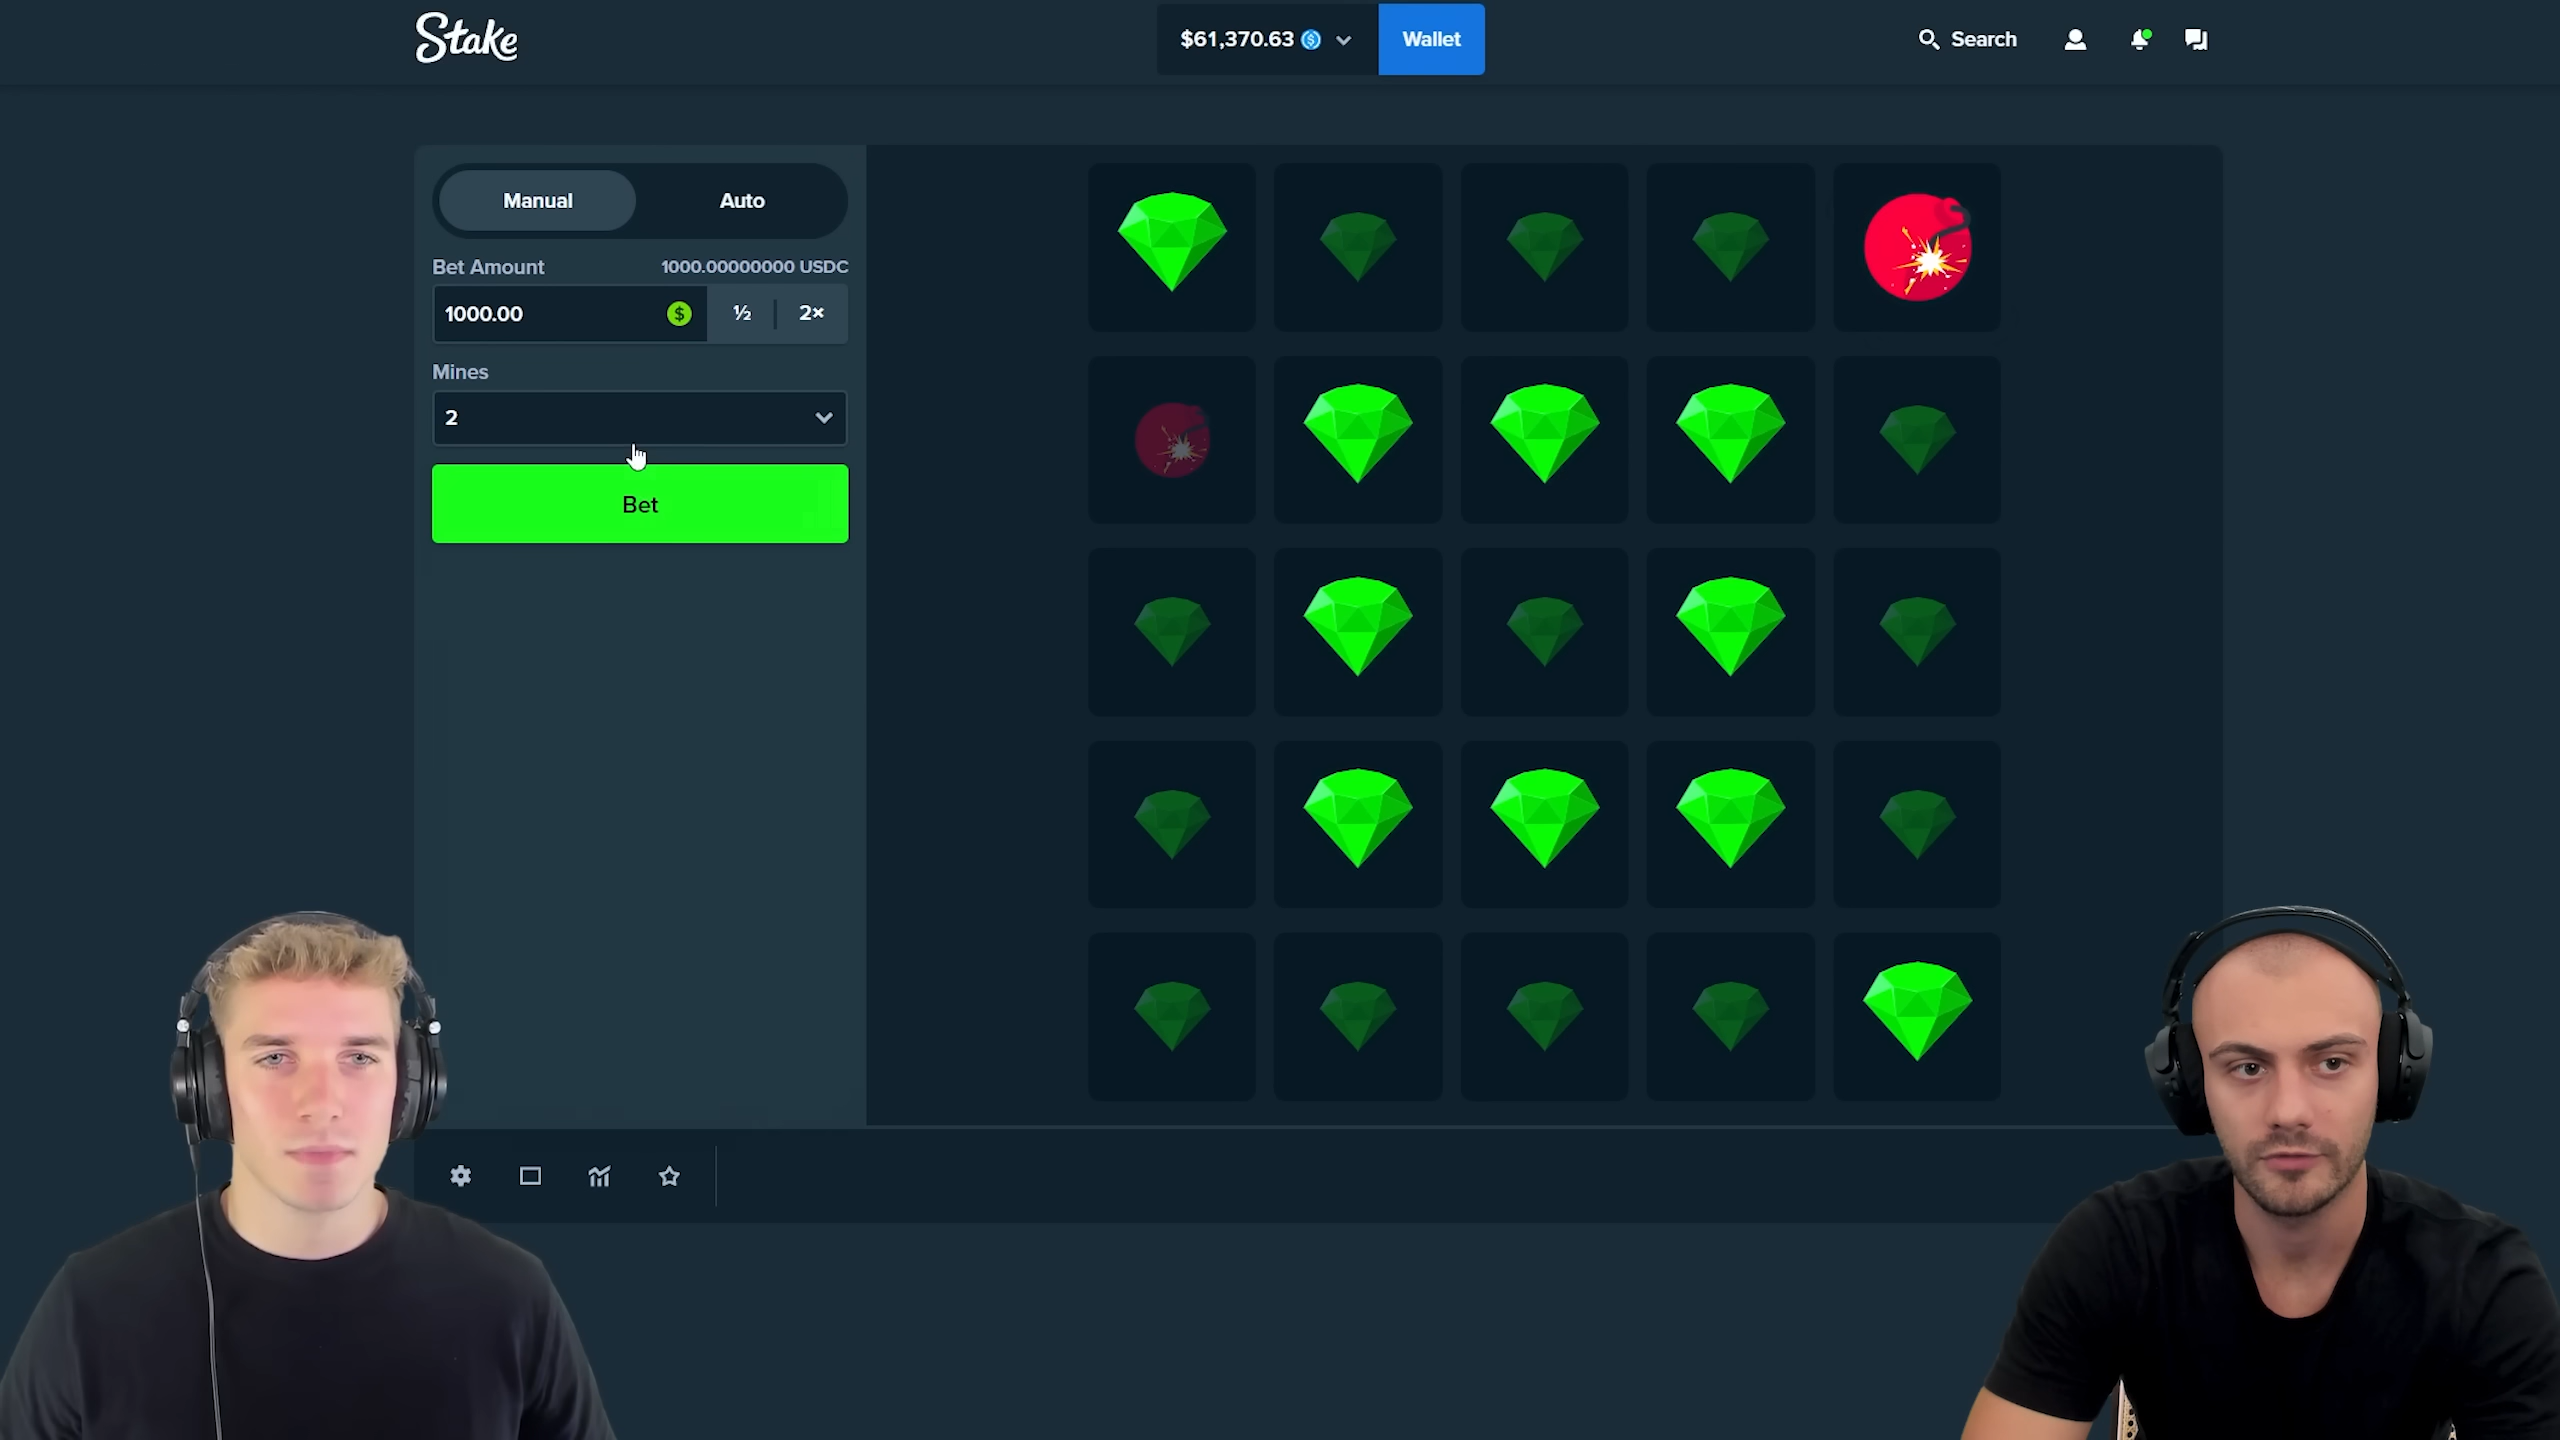 Stake
$61,370.63
Wallet
Search
Manual
Auto
Bet Amount
1000.00000000 USDC
1000.00
$
½
2×
Mines
2
Bet